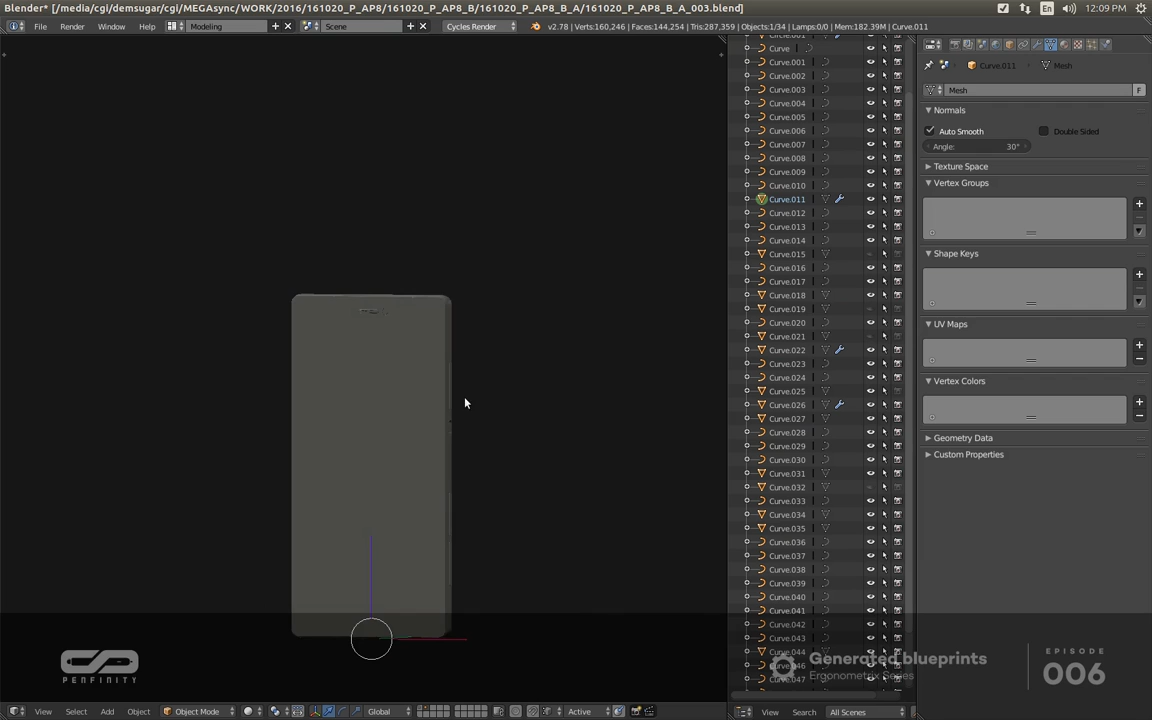 Blender* [/media/cgi/demsugar/cgi/MEGAsync/WORK/2016/161020_P_AP8/161020_P_AP8_B/161020_P_AP8_B_A/161020_P_AP8_B_A_003.blend]
En
12:09 PM
File
Render
Window
Help
Modeling
Scene
Cycles Render
v2.78 | Verts:160,246 | Faces:144,254 | Tris:287,359 | Objects:1/34 | Lamps:0/0 | Mem:182.39M | Curve.011
Curve
Curve.001
Curve.002
Curve.003
Curve.004
Curve.005
Curve.006
Curve.007
Curve.008
Curve.009
Curve.010
Curve.011
Curve.012
Curve.013
Curve.014
Curve.015
Curve.016
Curve.017
Curve.018
Curve.019
Curve.020
Curve.021
Curve.022
Curve.023
Curve.024
Curve.025
Curve.026
Curve.027
Curve.028
Curve.029
Curve.030
Curve.031
Curve.032
Curve.033
Curve.034
Curve.035
Curve.036
Curve.037
Curve.038
Curve.039
Curve.040
Curve.041
Curve.042
Curve.043
Curve.044
Curve.046
Curve.047
Curve.011
Mesh
Mesh
F
Normals
Auto Smooth
Double Sided
Angle: 30°
Texture Space
Vertex Groups
Shape Keys
UV Maps
Vertex Colors
Geometry Data
Custom Properties
PENFINITY
Generated blueprints
Ergonometrix Series
EPISODE
006
View
Select
Add
Object
Object Mode
Global
Active
View
Search
All Scenes